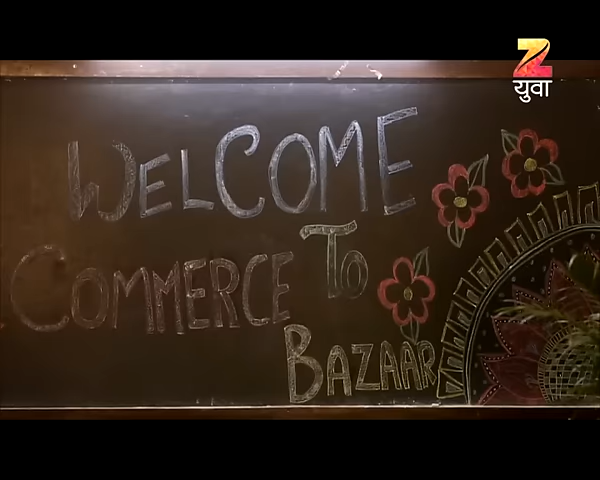 Z
युवा
WELCOME
TO
COMMERCE
BAZAAR